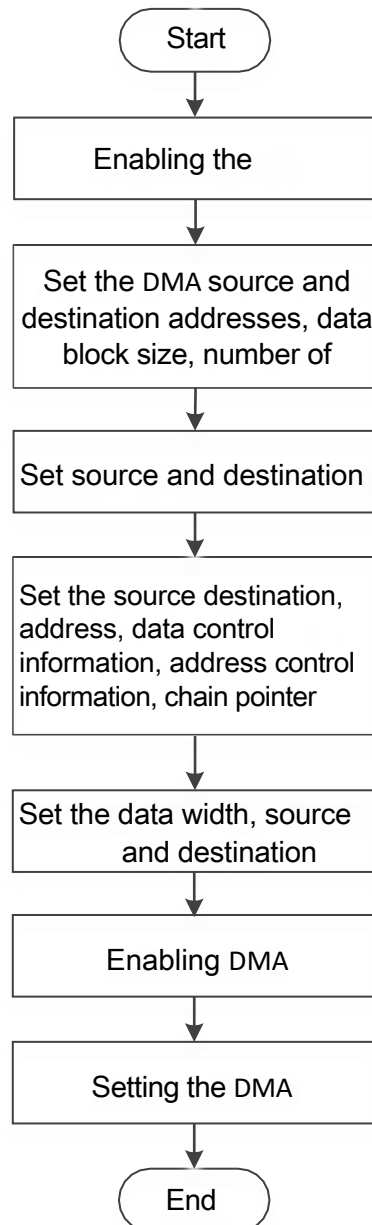 Start
Enabling the
Set the DMA source and
destination addresses, data
block size, number of
Set source and destination
Set the source destination,
address, data control
information, address control
information, chain pointer
Set the data width, source
and destination
Enabling DMA
Setting the DMA
End